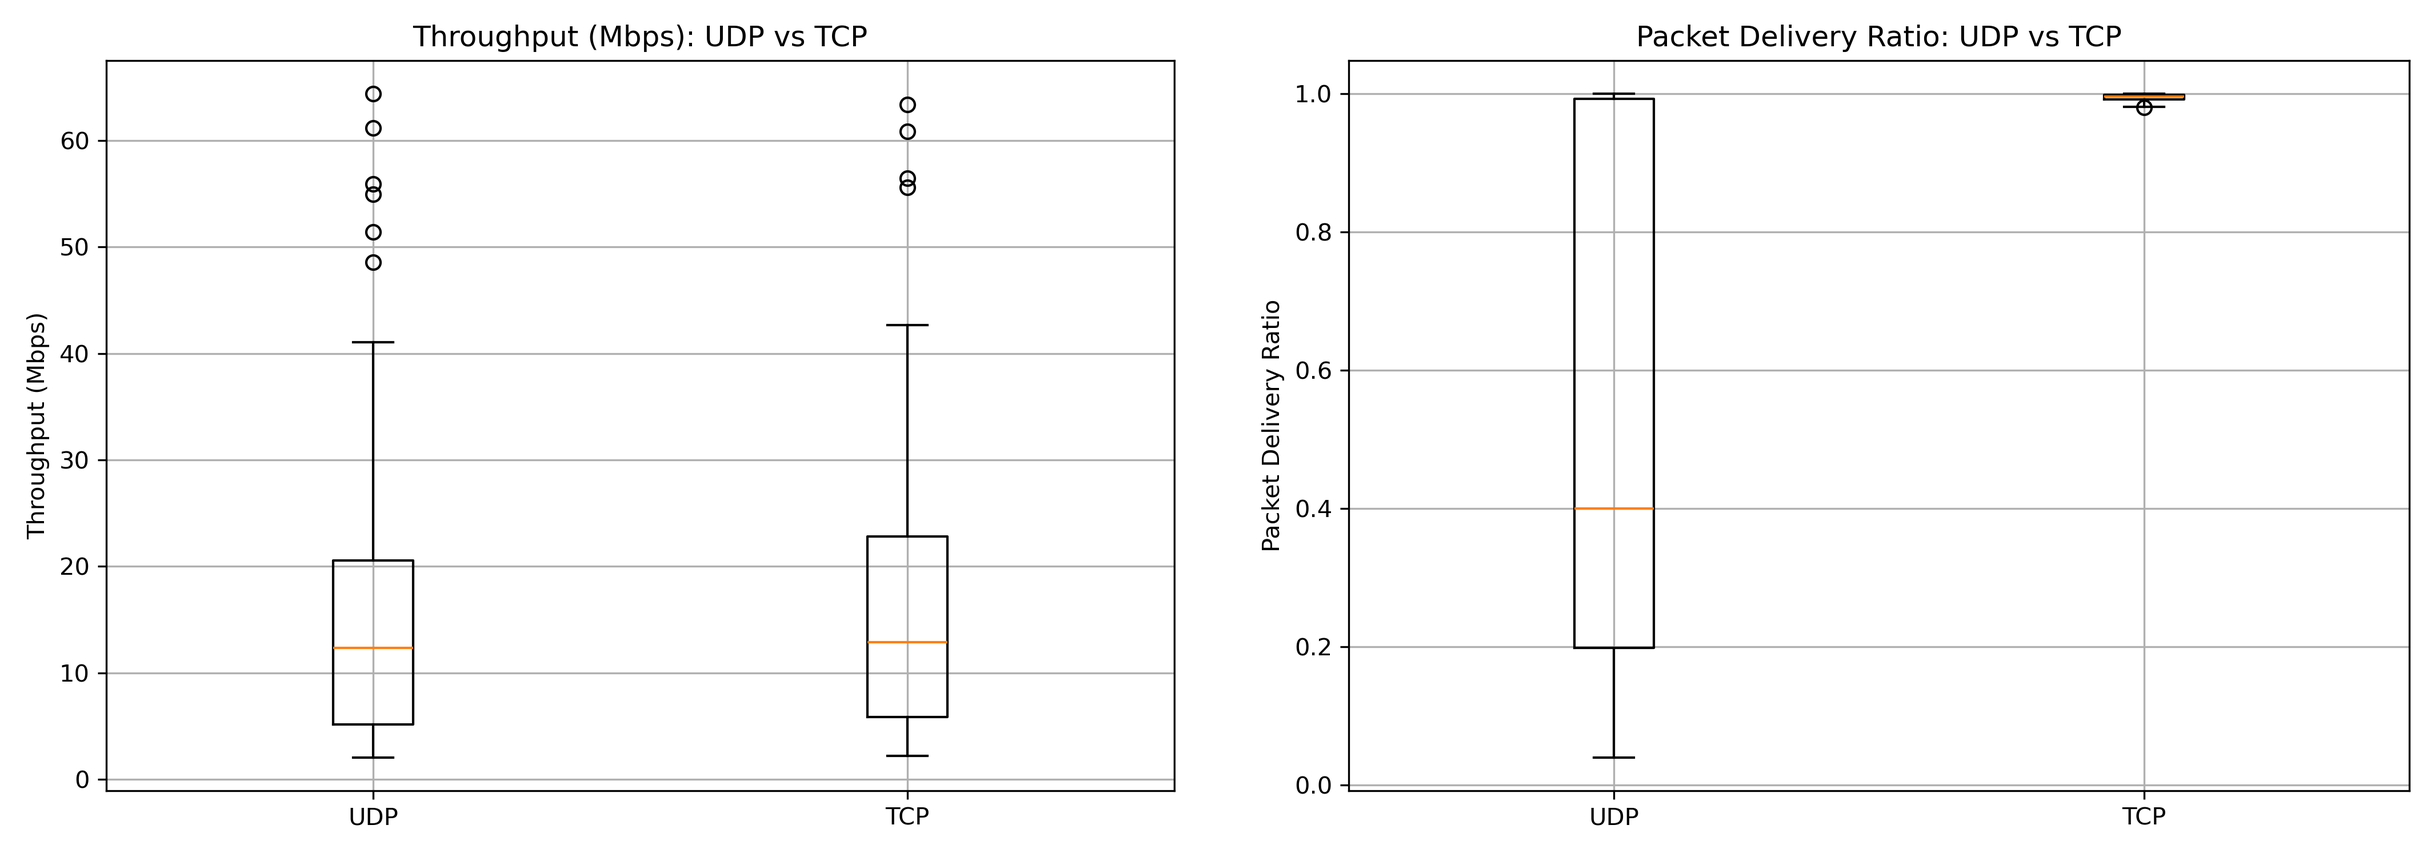 Throughput (Mbps): UDP vs TCP
Throughput (Mbps)
60
50
40
30
20
10
0
UDP
TCP
Packet Delivery Ratio: UDP vs TCP
Packet Delivery Ratio
1.0
0.8
0.6
0.4
0.2
0.0
UDP
TCP